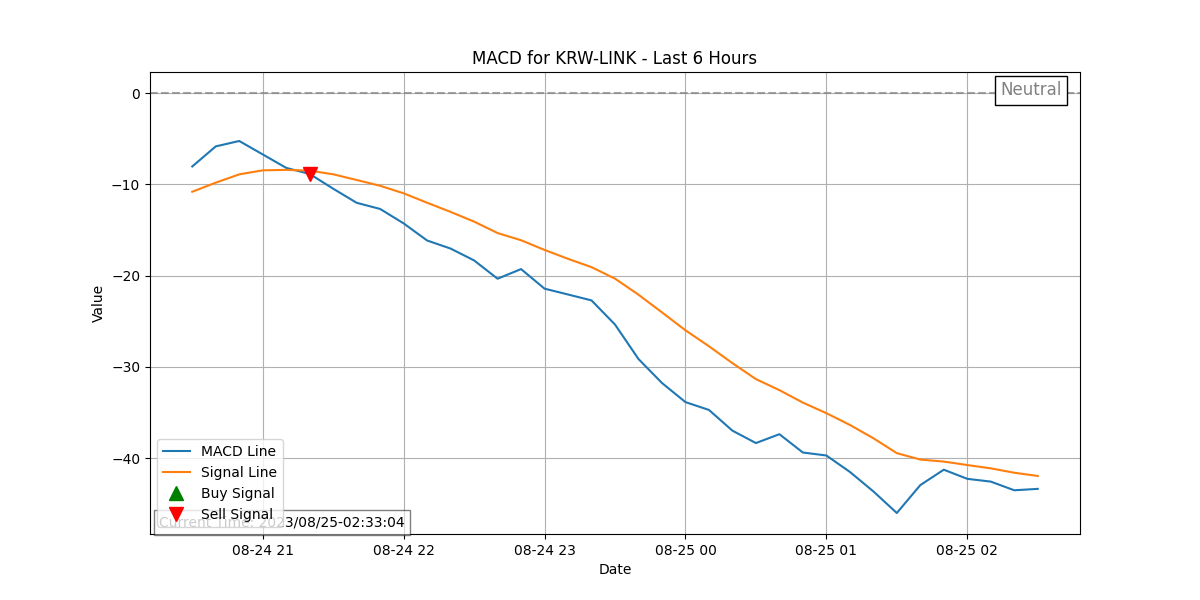 MACD for KRW-LINK - Last 6 Hours
Neutral
0
−10
−20
−30
−40
Value
MACD Line
Signal Line
Buy Signal
Sell Signal
Current Time: 2023/08/25-02:33:04
08-24 21
08-24 22
08-24 23
08-25 00
08-25 01
08-25 02
Date